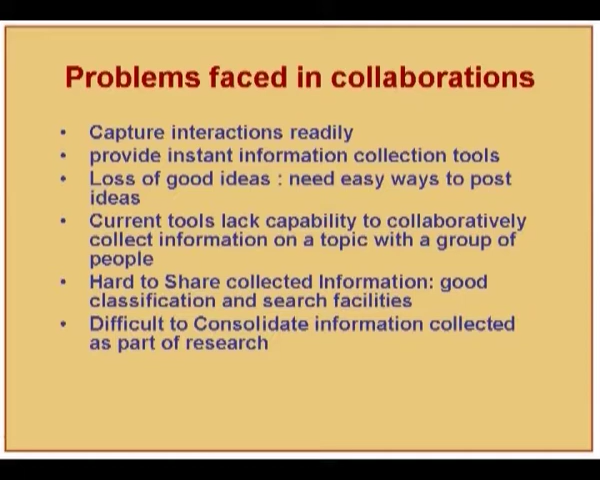 Problems faced in collaborations
• Capture interactions readily
• provide instant information collection tools
• Loss of good ideas : need easy ways to post
ideas
• Current tools lack capability to collaboratively
collect information on a topic with a group of
people
• Hard to Share collected Information: good
classification and search facilities
• Difficult to Consolidate information collected
as part of research